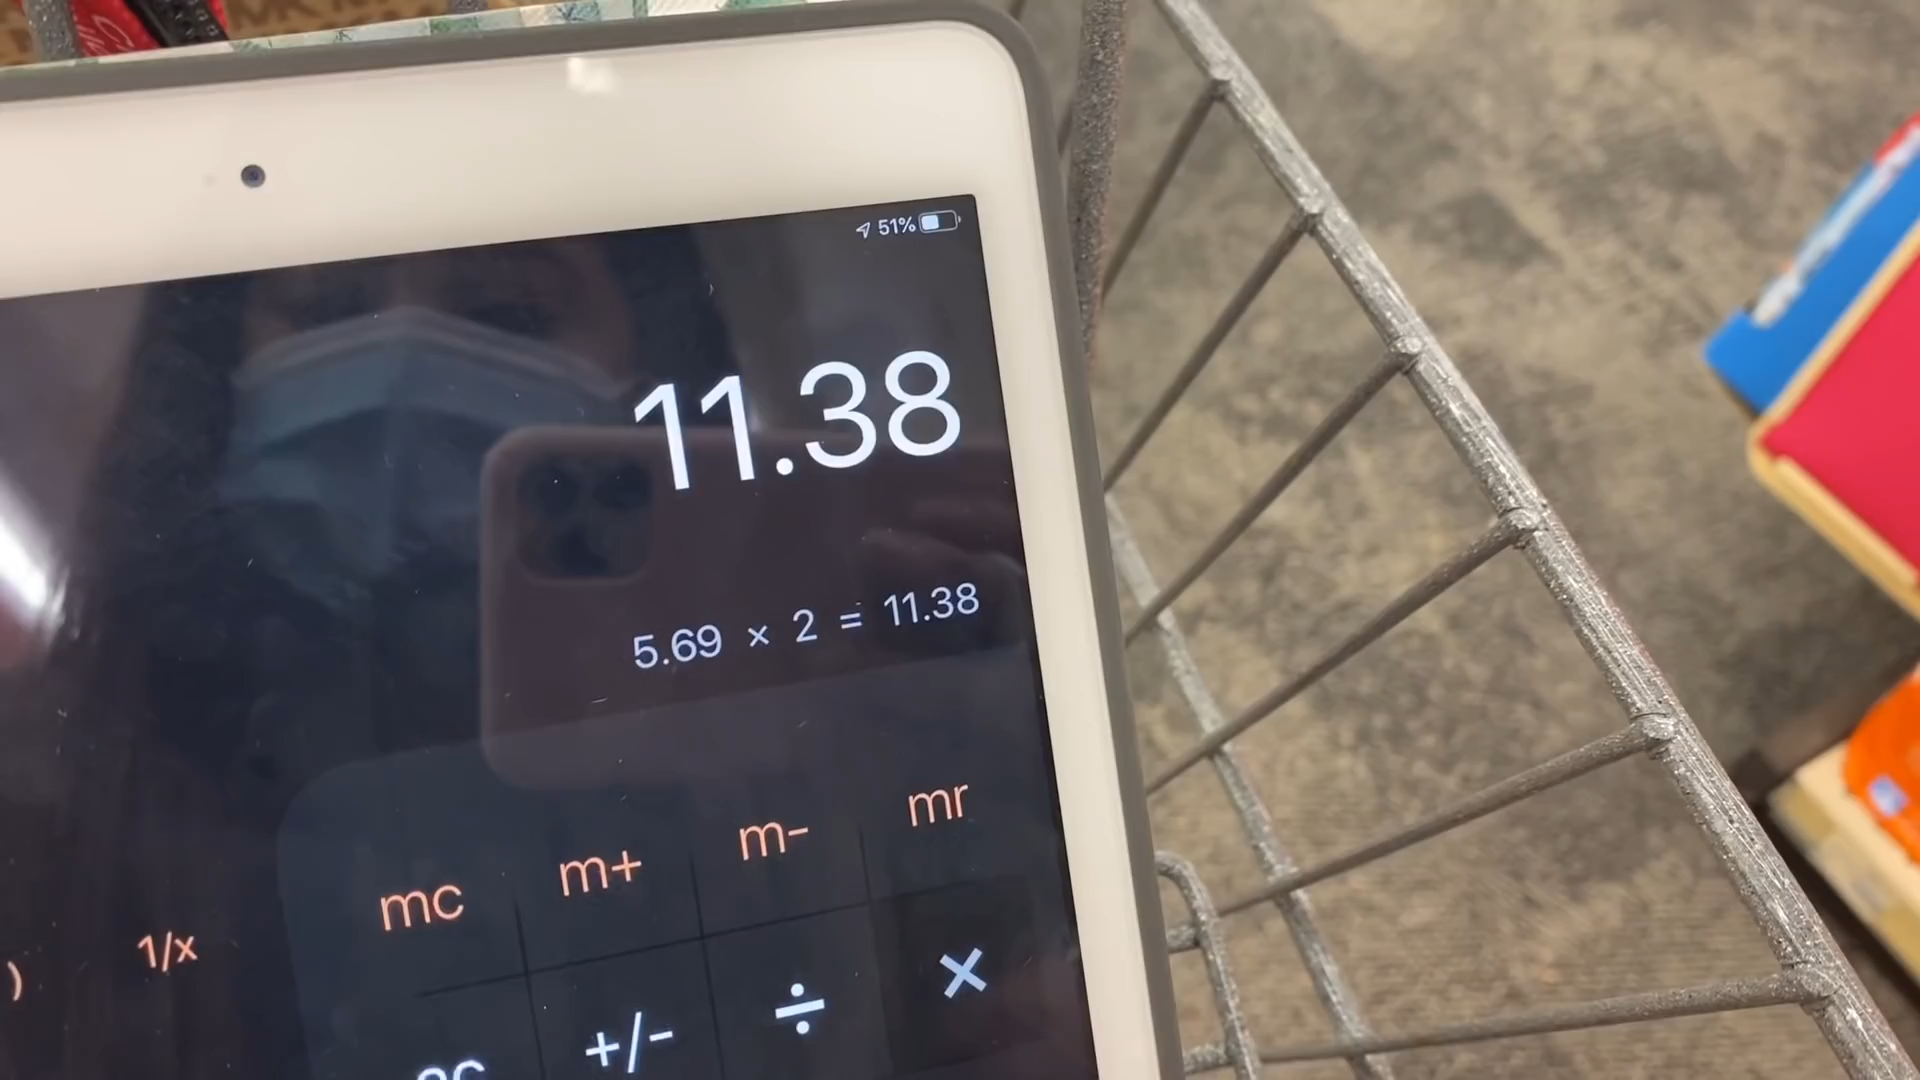 51%
11.38
5.69 × 2 = 11.38
mc m+ m- mr
) 1/x
+/- ÷ ×